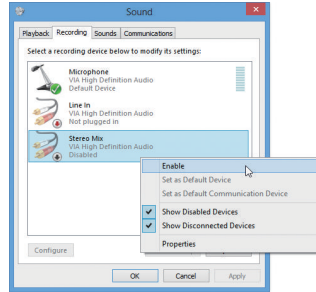 Sound
Playback Recording Sounds Communications
Select a recording device below to modify its settings:
Microphone
VIA High Definition Audio
Default Device
Line In
VIA High Definition Audio
Not plugged in
Stereo Mix
VIA High Definition Audio
Disabled
Enable
Set as Default Device
Set as Default Communication Device
Show Disabled Devices
Show Disconnected Devices
Properties
Configure
OK Cancel Apply